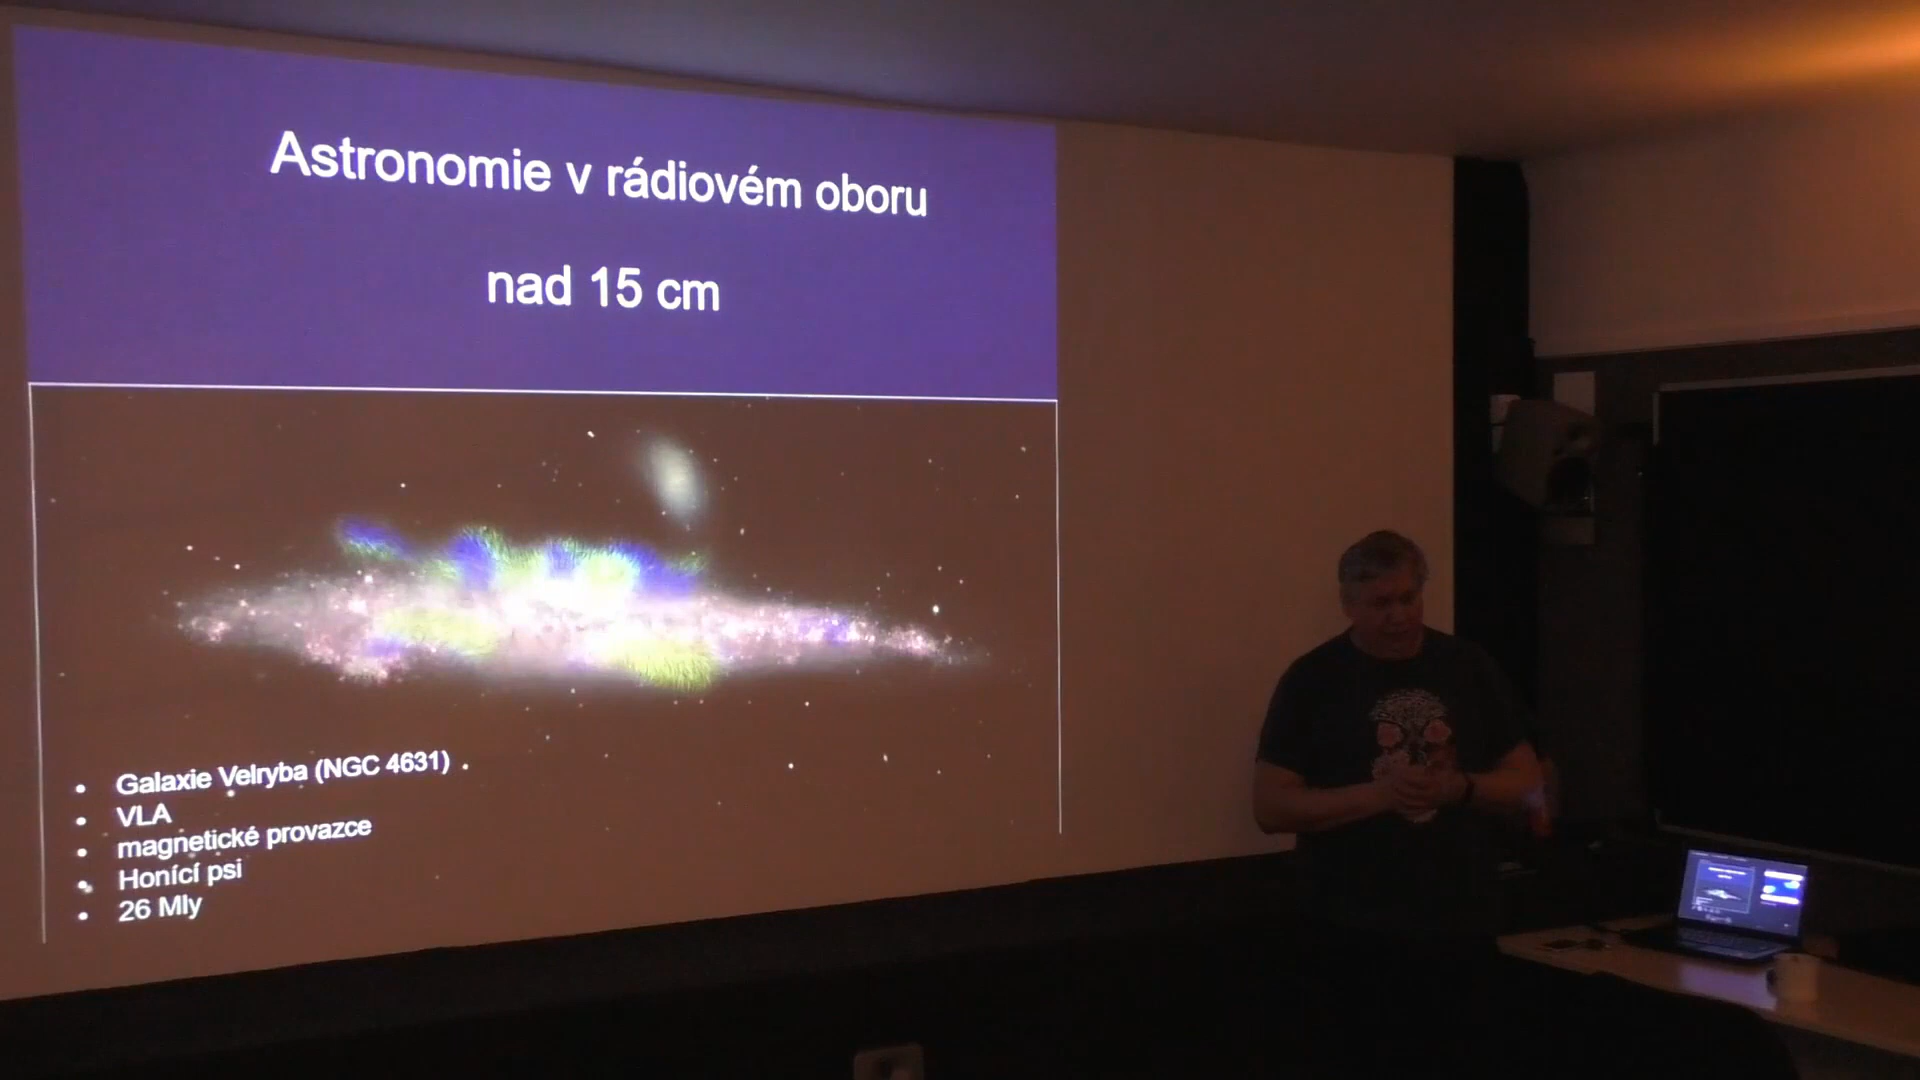 Astronomie v rádiovém oboru
nad 15 cm
• Galaxie Velryba (NGC 4631)
• VLA
• magnetické provazce
• Honící psi
• 26 Mly